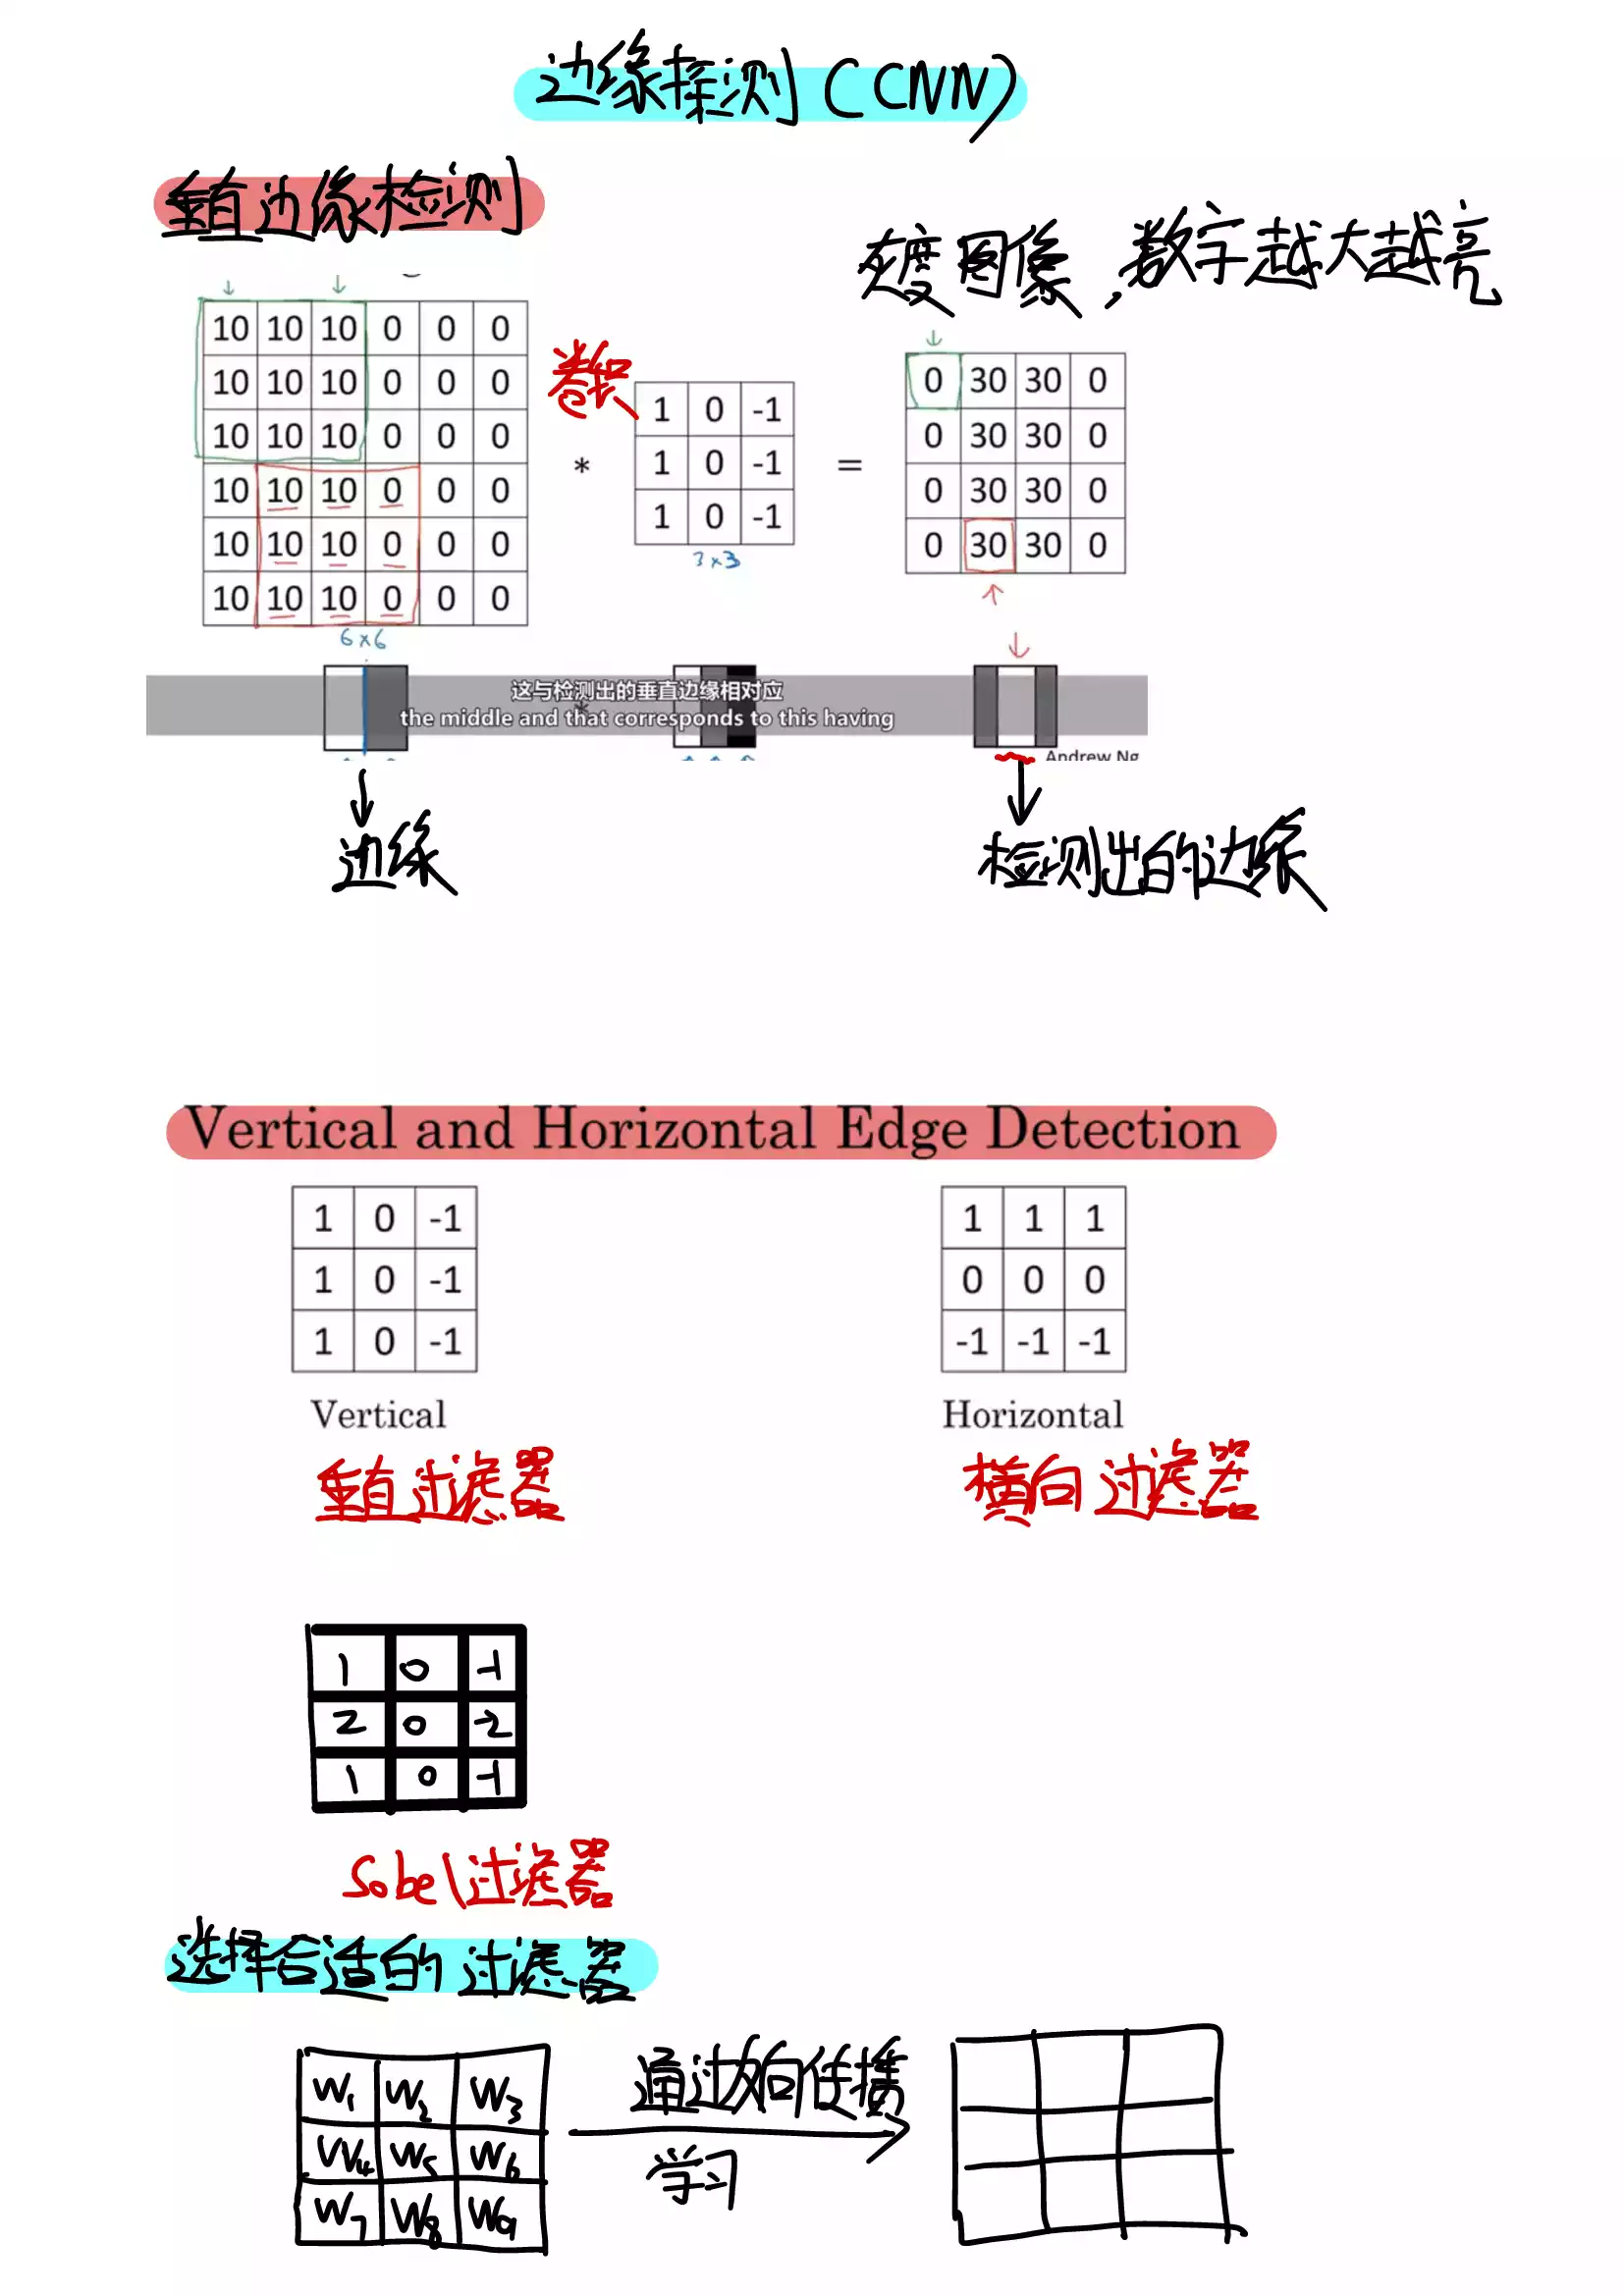 边缘探测(CNN)
垂直边缘检测
灰度图像,数字越大越亮
10 10 10 0 0 0
10 10 10 0 0 0
10 10 10 0 0 0
10 10 10 0 0 0
10 10 10 0 0 0
10 10 10 0 0 0
6×6
卷积
*
1 0 -1
1 0 -1
1 0 -1
3×3
=
0 30 30 0
0 30 30 0
0 30 30 0
0 30 30 0
*
这与检测出的垂直边缘相对应
the middle and that corresponds to this having
Andrew Ng
边缘
检测出的边缘
Vertical and Horizontal Edge Detection
1 0 -1
1 0 -1
1 0 -1
Vertical
垂直过滤器
1 1 1
0 0 0
-1 -1 -1
Horizontal
横向过滤器
1 0 -1
2 0 -2
1 0 -1
Sobel过滤器
选择合适的过滤器
W1 W2 W3
W4 W5 W6
W7 W8 W9
通过反向传播
学习